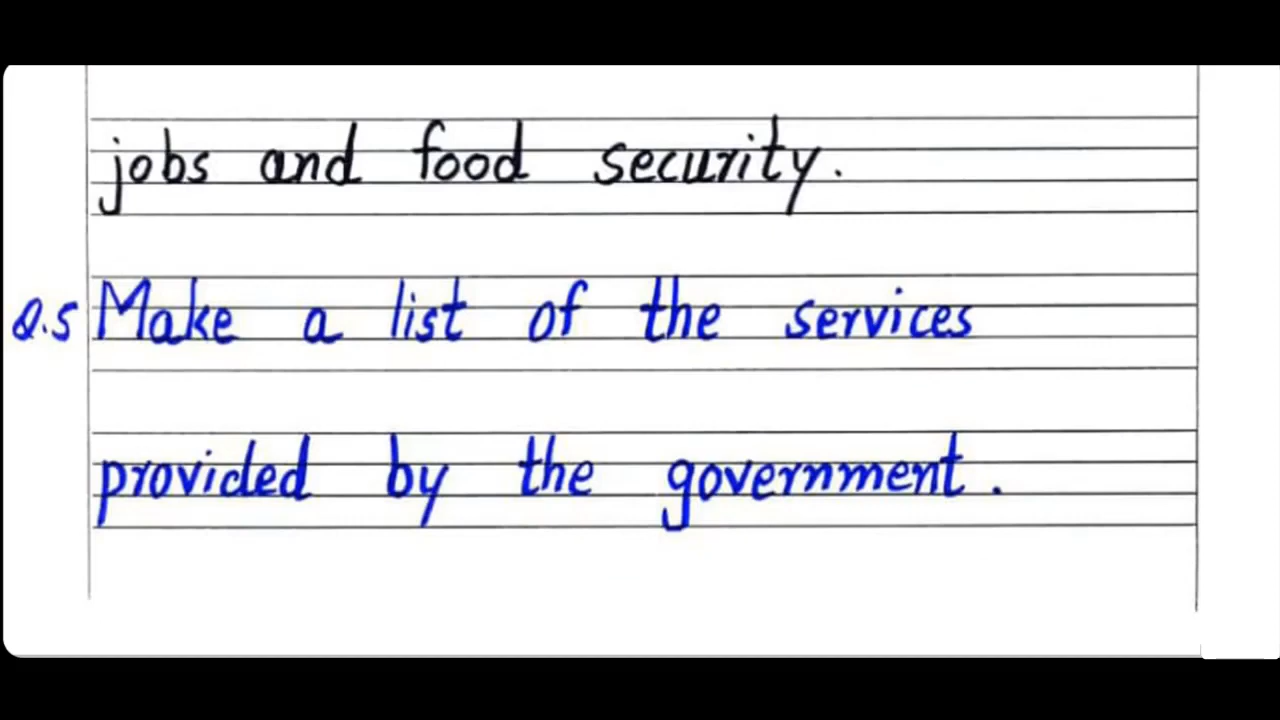 jobs and food security.
Q.5 Make a list of the services
provided by the government.